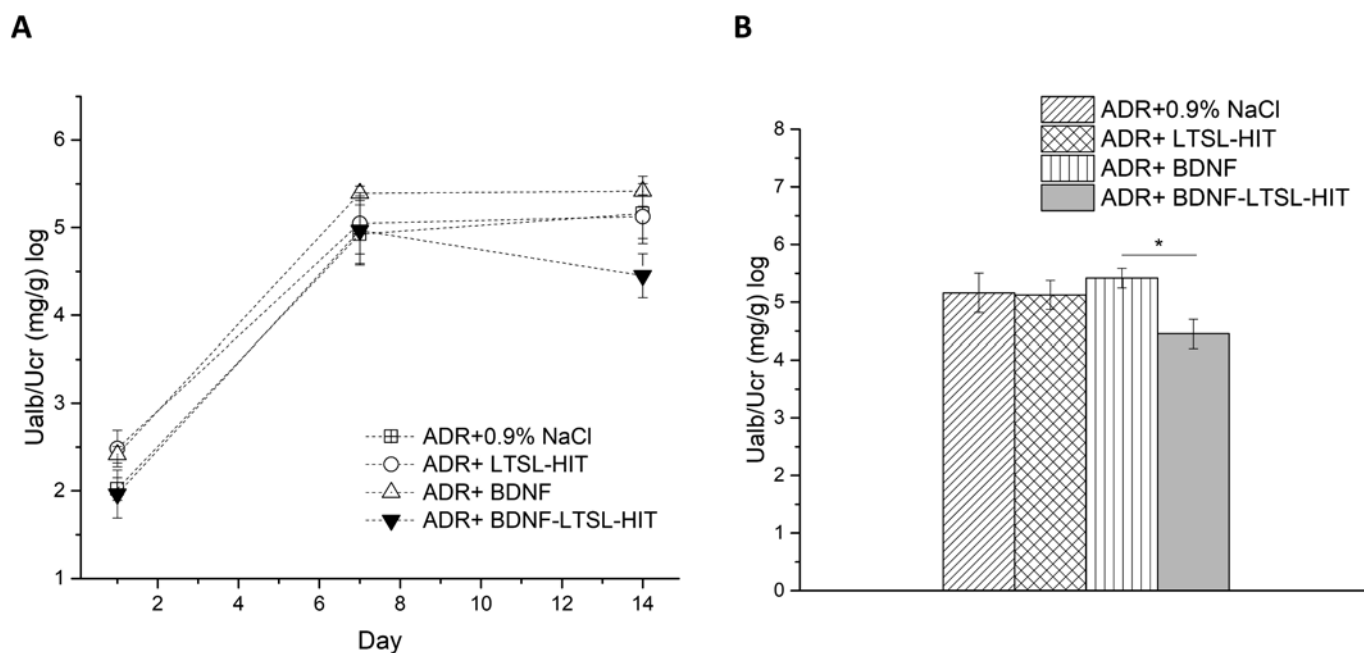 A
Ualb/Ucr (mg/g) log
6
5
4
3
2
1
2 4 6 8 10 12 14
Day
ADR+0.9% NaCl
ADR+ LTSL-HIT
ADR+ BDNF
ADR+ BDNF-LTSL-HIT
B
ADR+0.9% NaCl
ADR+ LTSL-HIT
ADR+ BDNF
ADR+ BDNF-LTSL-HIT
Ualb/Ucr (mg/g) log
8
7
6
5
4
3
2
1
0
*